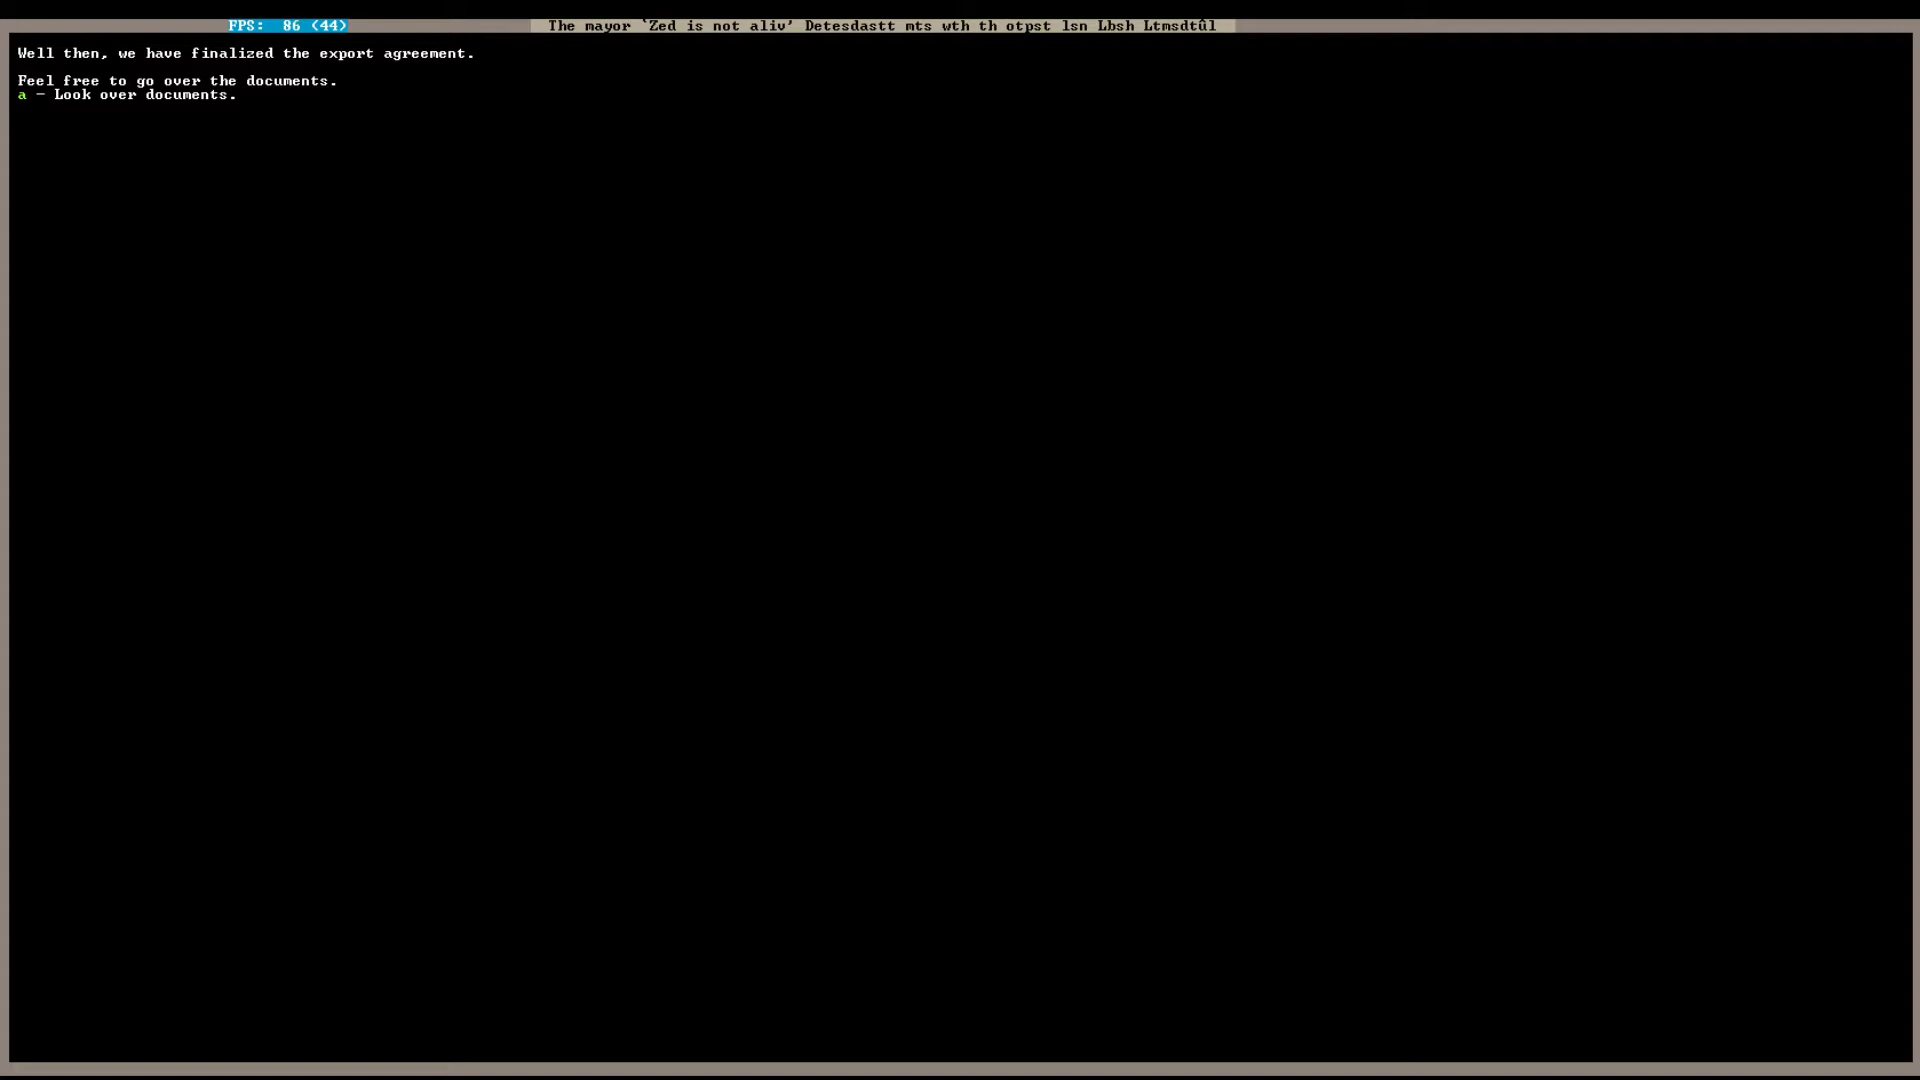 FPS: 86 (44) The mayor `Zed is not aliv' Detesdastt mts wth th otpst lsn Lbsh Ltmsdtûl
Well then, we have finalized the export agreement.
Feel free to go over the documents.
a - Look over documents.